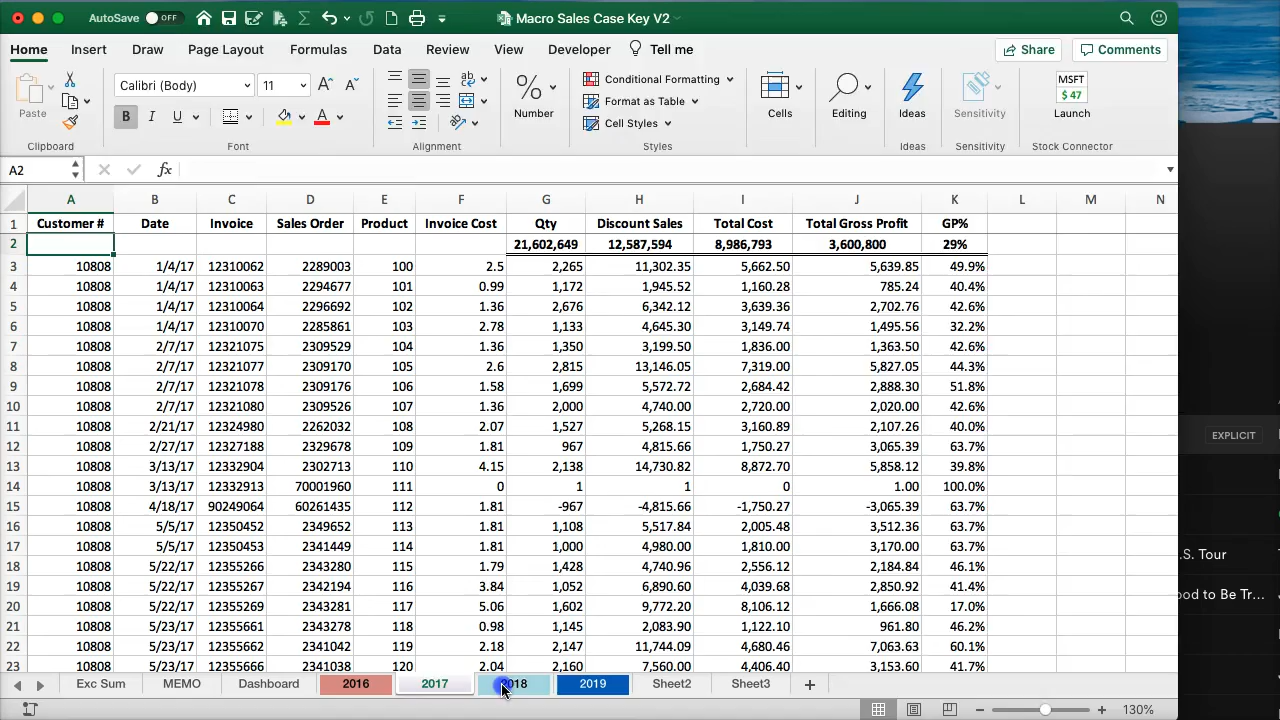 AutoSave OFF Macro Sales Case Key V2
Home Insert Draw Page Layout Formulas Data Review View Developer Tell me Share Comments
Paste Calibri (Body) 11 Number Conditional Formatting Format as Table Cell Styles Cells Editing Ideas Sensitivity MSFT $ 47 Launch
Clipboard Font Alignment Styles Ideas Sensitivity Stock Connector
A2 fx
A B C D E F G H I J K L M N
1 Customer # Date Invoice Sales Order Product Invoice Cost Qty Discount Sales Total Cost Total Gross Profit GP%
2 21,602,649 12,587,594 8,986,793 3,600,800 29%
3 10808 1/4/17 12310062 2289003 100 2.5 2,265 11,302.35 5,662.50 5,639.85 49.9%
4 10808 1/4/17 12310063 2294677 101 0.99 1,172 1,945.52 1,160.28 785.24 40.4%
5 10808 1/4/17 12310064 2296692 102 1.36 2,676 6,342.12 3,639.36 2,702.76 42.6%
6 10808 1/4/17 12310070 2285861 103 2.78 1,133 4,645.30 3,149.74 1,495.56 32.2%
7 10808 2/7/17 12321075 2309529 104 1.36 1,350 3,199.50 1,836.00 1,363.50 42.6%
8 10808 2/7/17 12321077 2309170 105 2.6 2,815 13,146.05 7,319.00 5,827.05 44.3%
9 10808 2/7/17 12321078 2309176 106 1.58 1,699 5,572.72 2,684.42 2,888.30 51.8%
10 10808 2/7/17 12321080 2309526 107 1.36 2,000 4,740.00 2,720.00 2,020.00 42.6%
11 10808 2/21/17 12324980 2262032 108 2.07 1,527 5,268.15 3,160.89 2,107.26 40.0%
12 10808 2/27/17 12327188 2329678 109 1.81 967 4,815.66 1,750.27 3,065.39 63.7%
13 10808 3/13/17 12332904 2302713 110 4.15 2,138 14,730.82 8,872.70 5,858.12 39.8%
14 10808 3/13/17 12332913 70001960 111 0 1 1 0 1.00 100.0%
15 10808 4/18/17 90249064 60261435 112 1.81 -967 -4,815.66 -1,750.27 -3,065.39 63.7%
16 10808 5/5/17 12350452 2349652 113 1.81 1,108 5,517.84 2,005.48 3,512.36 63.7%
17 10808 5/5/17 12350453 2341449 114 1.81 1,000 4,980.00 1,810.00 3,170.00 63.7%
18 10808 5/22/17 12355266 2343280 115 1.79 1,428 4,740.96 2,556.12 2,184.84 46.1%
19 10808 5/22/17 12355267 2342194 116 3.84 1,052 6,890.60 4,039.68 2,850.92 41.4%
20 10808 5/22/17 12355269 2343281 117 5.06 1,602 9,772.20 8,106.12 1,666.08 17.0%
21 10808 5/23/17 12355661 2343278 118 0.98 1,145 2,083.90 1,122.10 961.80 46.2%
22 10808 5/23/17 12355662 2341042 119 2.18 2,147 11,744.09 4,680.46 7,063.63 60.1%
23 10808 5/23/17 12355666 2341038 120 2.04 2,160 7,560.00 4,406.40 3,153.60 41.7%
Exc Sum MEMO Dashboard 2016 2017 2018 2019 Sheet2 Sheet3
130%
EXPLICIT
.S. Tour
ood to Be Tr...